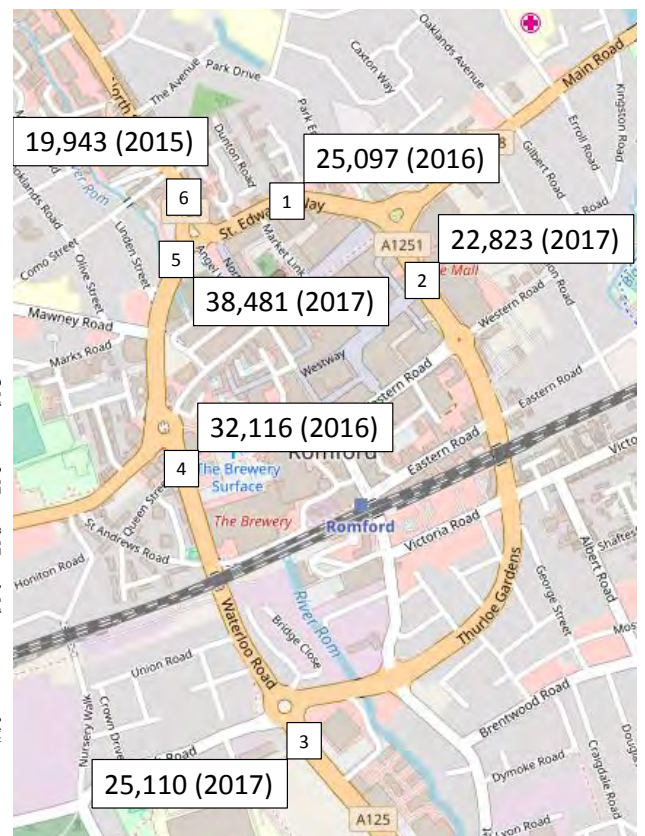 Oaklands Avenue
Main Road
Caxton Way
Kingston Road
Park Drive
The Avenue
Erroll Road
Gilbert Road
Dunton Road
19,943 (2015)
25,097 (2016)
6
1
St. Edwa
A1251
22,823 (2017)
Como Street
Linden Street
Olive Street
Market Link
5
2
Mall
38,481 (2017)
Mawney Road
Western Road
Marks Road
Westway
Eastern Road
32,116 (2016)
Romford
Eastern Road
4
The Brewery
Surface
Queen Stre
The Brewery
Romford
Victoria Road
St Andrews Road
Honiton Road
Albert Road
George Street
Thurloe Gardens
River Rom
Waterloo Road
Bridge Close
Union Road
Nursery Walk
Crown Drive
Brentwood Road
3
Dymoke Road
Craigdale Road
25,110 (2017)
A125